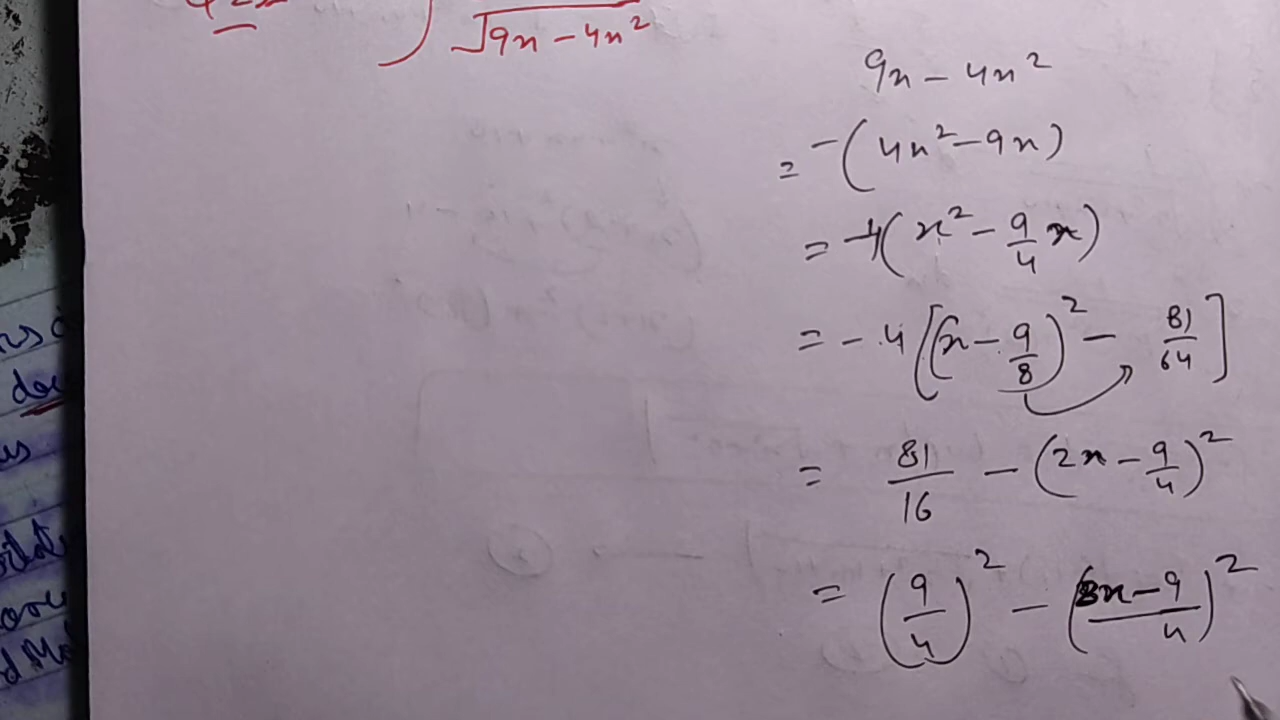 √9x - 4x²
9x - 4x²
= -(4x² - 9x)
= -4(x² - 9/4 x)
= -4[(x - 9/8)² - 81/64]
= 81/16 - (2x - 9/4)²
= (9/4)² - (8x - 9/4)²